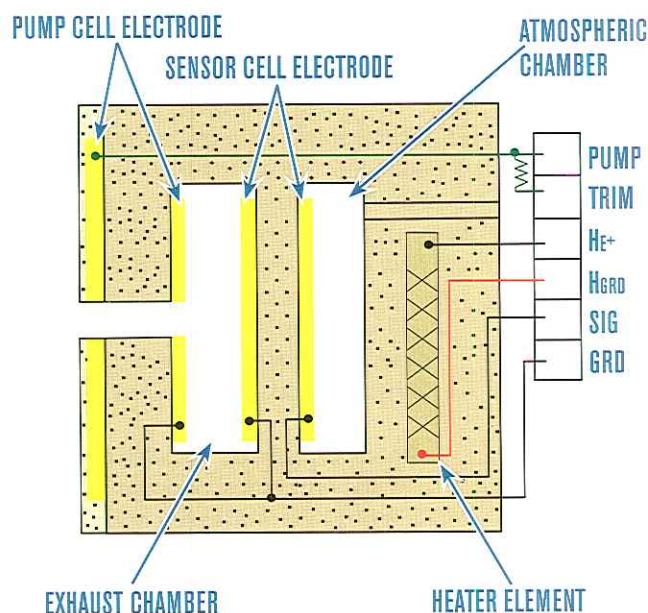 PUMP CELL ELECTRODE
SENSOR CELL ELECTRODE
ATMOSPHERIC
CHAMBER
PUMP
TRIM
HE+
HGRD
SIG
GRD
EXHAUST CHAMBER
HEATER ELEMENT